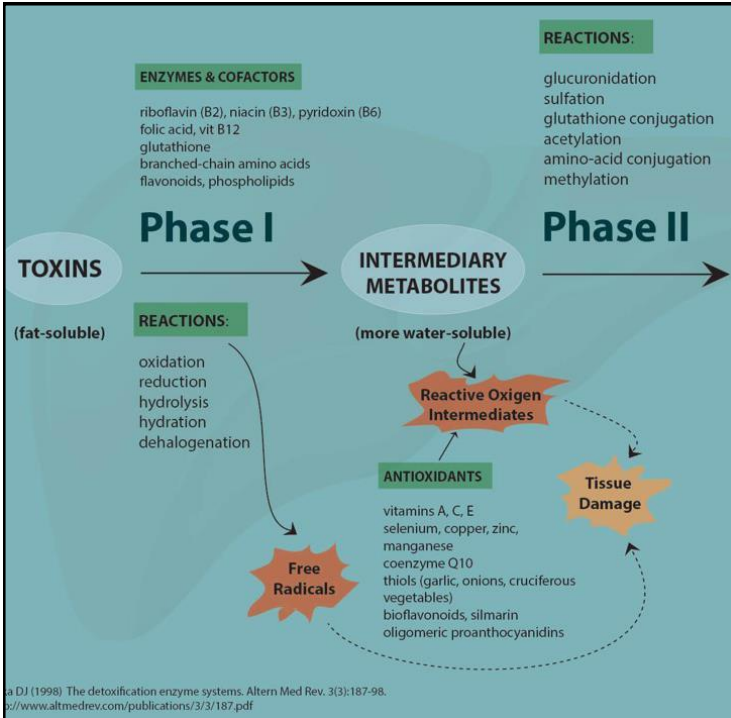 REACTIONS:
ENZYMES & COFACTORS
glucuronidation
sulfation
glutathione conjugation
acetylation
amino-acid conjugation
methylation
riboflavin (B2), niacin (B3), pyridoxin (B6)
folic acid, vit B12
glutathione
branched-chain amino acids
flavonoids, phospholipids
Phase I
Phase II
TOXINS
INTERMEDIARY
METABOLITES
(fat-soluble)
REACTIONS:
(more water-soluble)
oxidation
reduction
hydrolysis
hydration
dehalogenation
Reactive Oxigen
Intermediates
ANTIOXIDANTS
Tissue
Damage
vitamins A, C, E
selenium, copper, zinc,
manganese
coenzyme Q10
thiols (garlic, onions, cruciferous
vegetables)
bioflavonoids, silmarin
oligomeric proanthocyanidins
Free
Radicals
DJ (1998) The detoxification enzyme systems. Altern Med Rev. 3(3):187-98.
://www.altmedrev.com/publications/3/3/187.pdf